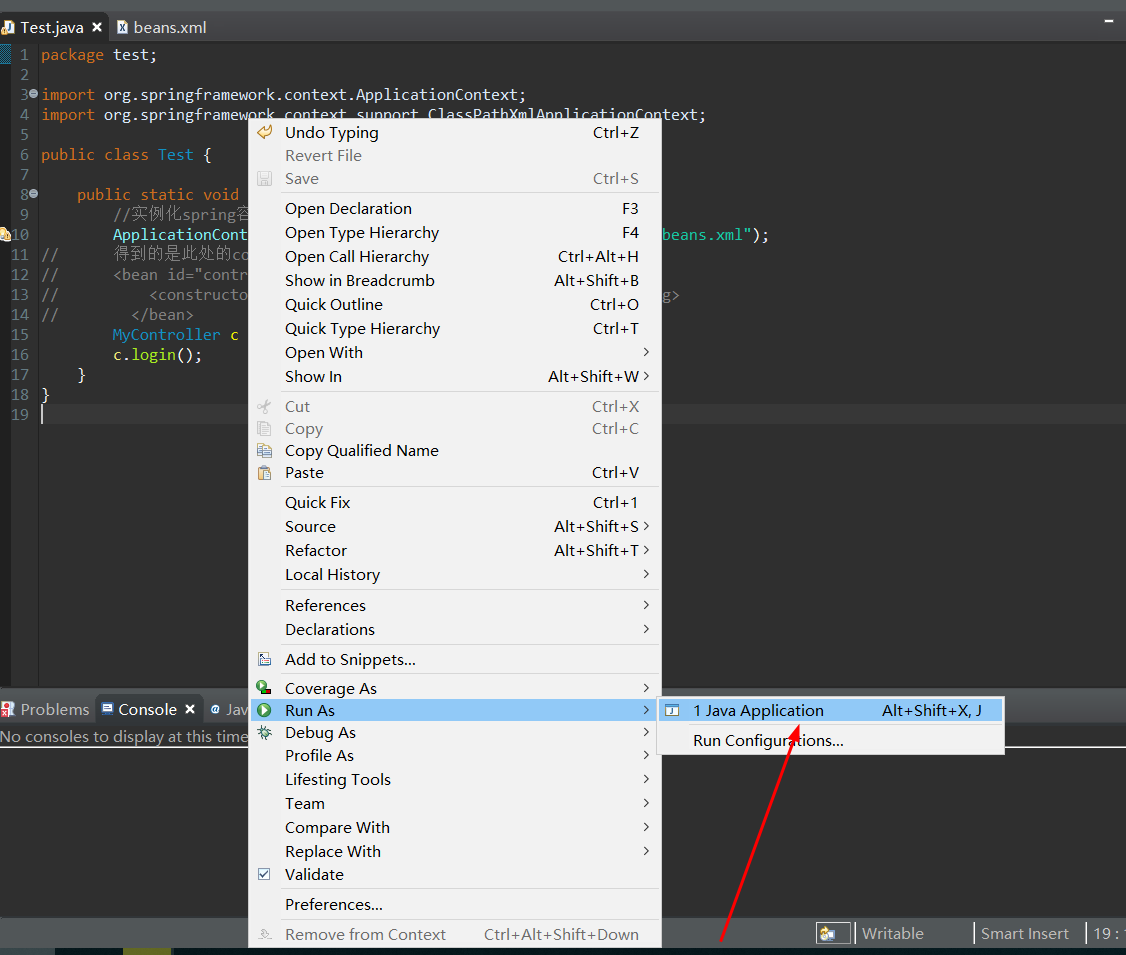 Test.java
beans.xml
1 package test;
2
3 import org.springframework.context.ApplicationContext;
4 import org.springframework.context.support.ClassPathXmlApplicationContext;
5
6 public class Test {
7
8 public static void
9 //实例化spring容
10 ApplicationCont beans.xml");
11 // 得到的是此处的co
12 // <bean id="contr
13 // <constructo g>
14 // </bean>
15 MyController c
16 c.login();
17 }
18 }
19
Undo Typing Ctrl+Z
Revert File
Save Ctrl+S
Open Declaration F3
Open Type Hierarchy F4
Open Call Hierarchy Ctrl+Alt+H
Show in Breadcrumb Alt+Shift+B
Quick Outline Ctrl+O
Quick Type Hierarchy Ctrl+T
Open With
Show In Alt+Shift+W
Cut Ctrl+X
Copy Ctrl+C
Copy Qualified Name
Paste Ctrl+V
Quick Fix Ctrl+1
Source Alt+Shift+S
Refactor Alt+Shift+T
Local History
References
Declarations
Add to Snippets...
Coverage As
Run As
Debug As
Profile As
Lifesting Tools
Team
Compare With
Replace With
Validate
Preferences...
Remove from Context Ctrl+Alt+Shift+Down
1 Java Application Alt+Shift+X, J
Run Configurations...
Problems
Console
@ Jav
No consoles to display at this time
Writable
Smart Insert
19 :